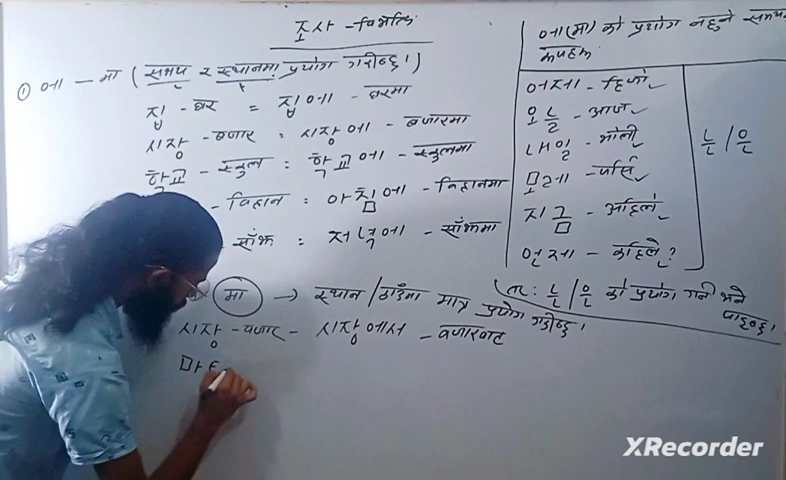 조사 - विभक्ति
① 에 - मा ( समय र स्थानमा प्रयोग गरीन्छ। )
집 - घर = 집에 - घरमा
시장 - बजार : 시장에 - बजारमा
학교 - स्कुल : 학교에 - स्कुलमा
- विहान : 아침에 - विहानमा
साँझ : 저녁에 - साँझमा
मा → स्थान / ठाउँमा मात्र प्रयोग गरीन्छ।
시장 - बजार - 시장에서 - बजारबाट
마
에 (मा) को प्रयोग नहुने
어제 - हिजो
오늘 - आज
내일 - भोली
모레 - पर्सि
지금 - अहिले
언제 - कहिले ?
는 / 은
तर : 는 / 은 को प्रयोग गर्न भने पाइन्छ।
XRecorder